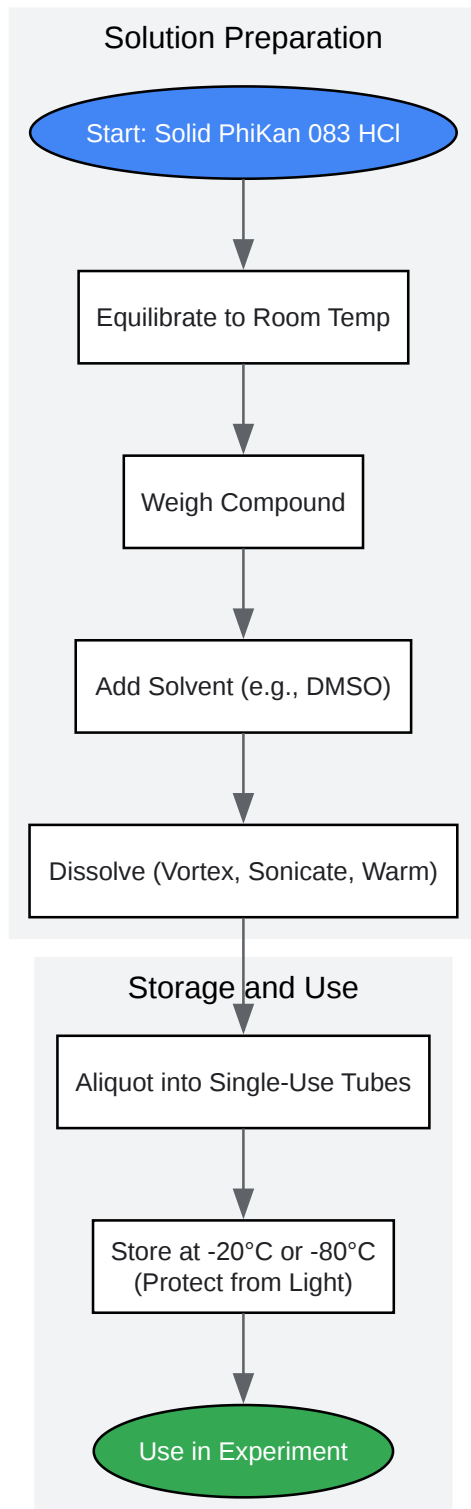 Solution Preparation
Start: Solid PhiKan 083 HCl
Equilibrate to Room Temp
Weigh Compound
Add Solvent (e.g., DMSO)
Dissolve (Vortex, Sonicate, Warm)
Storage and Use
Aliquot into Single-Use Tubes
Store at -20°C or -80°C
(Protect from Light)
Use in Experiment